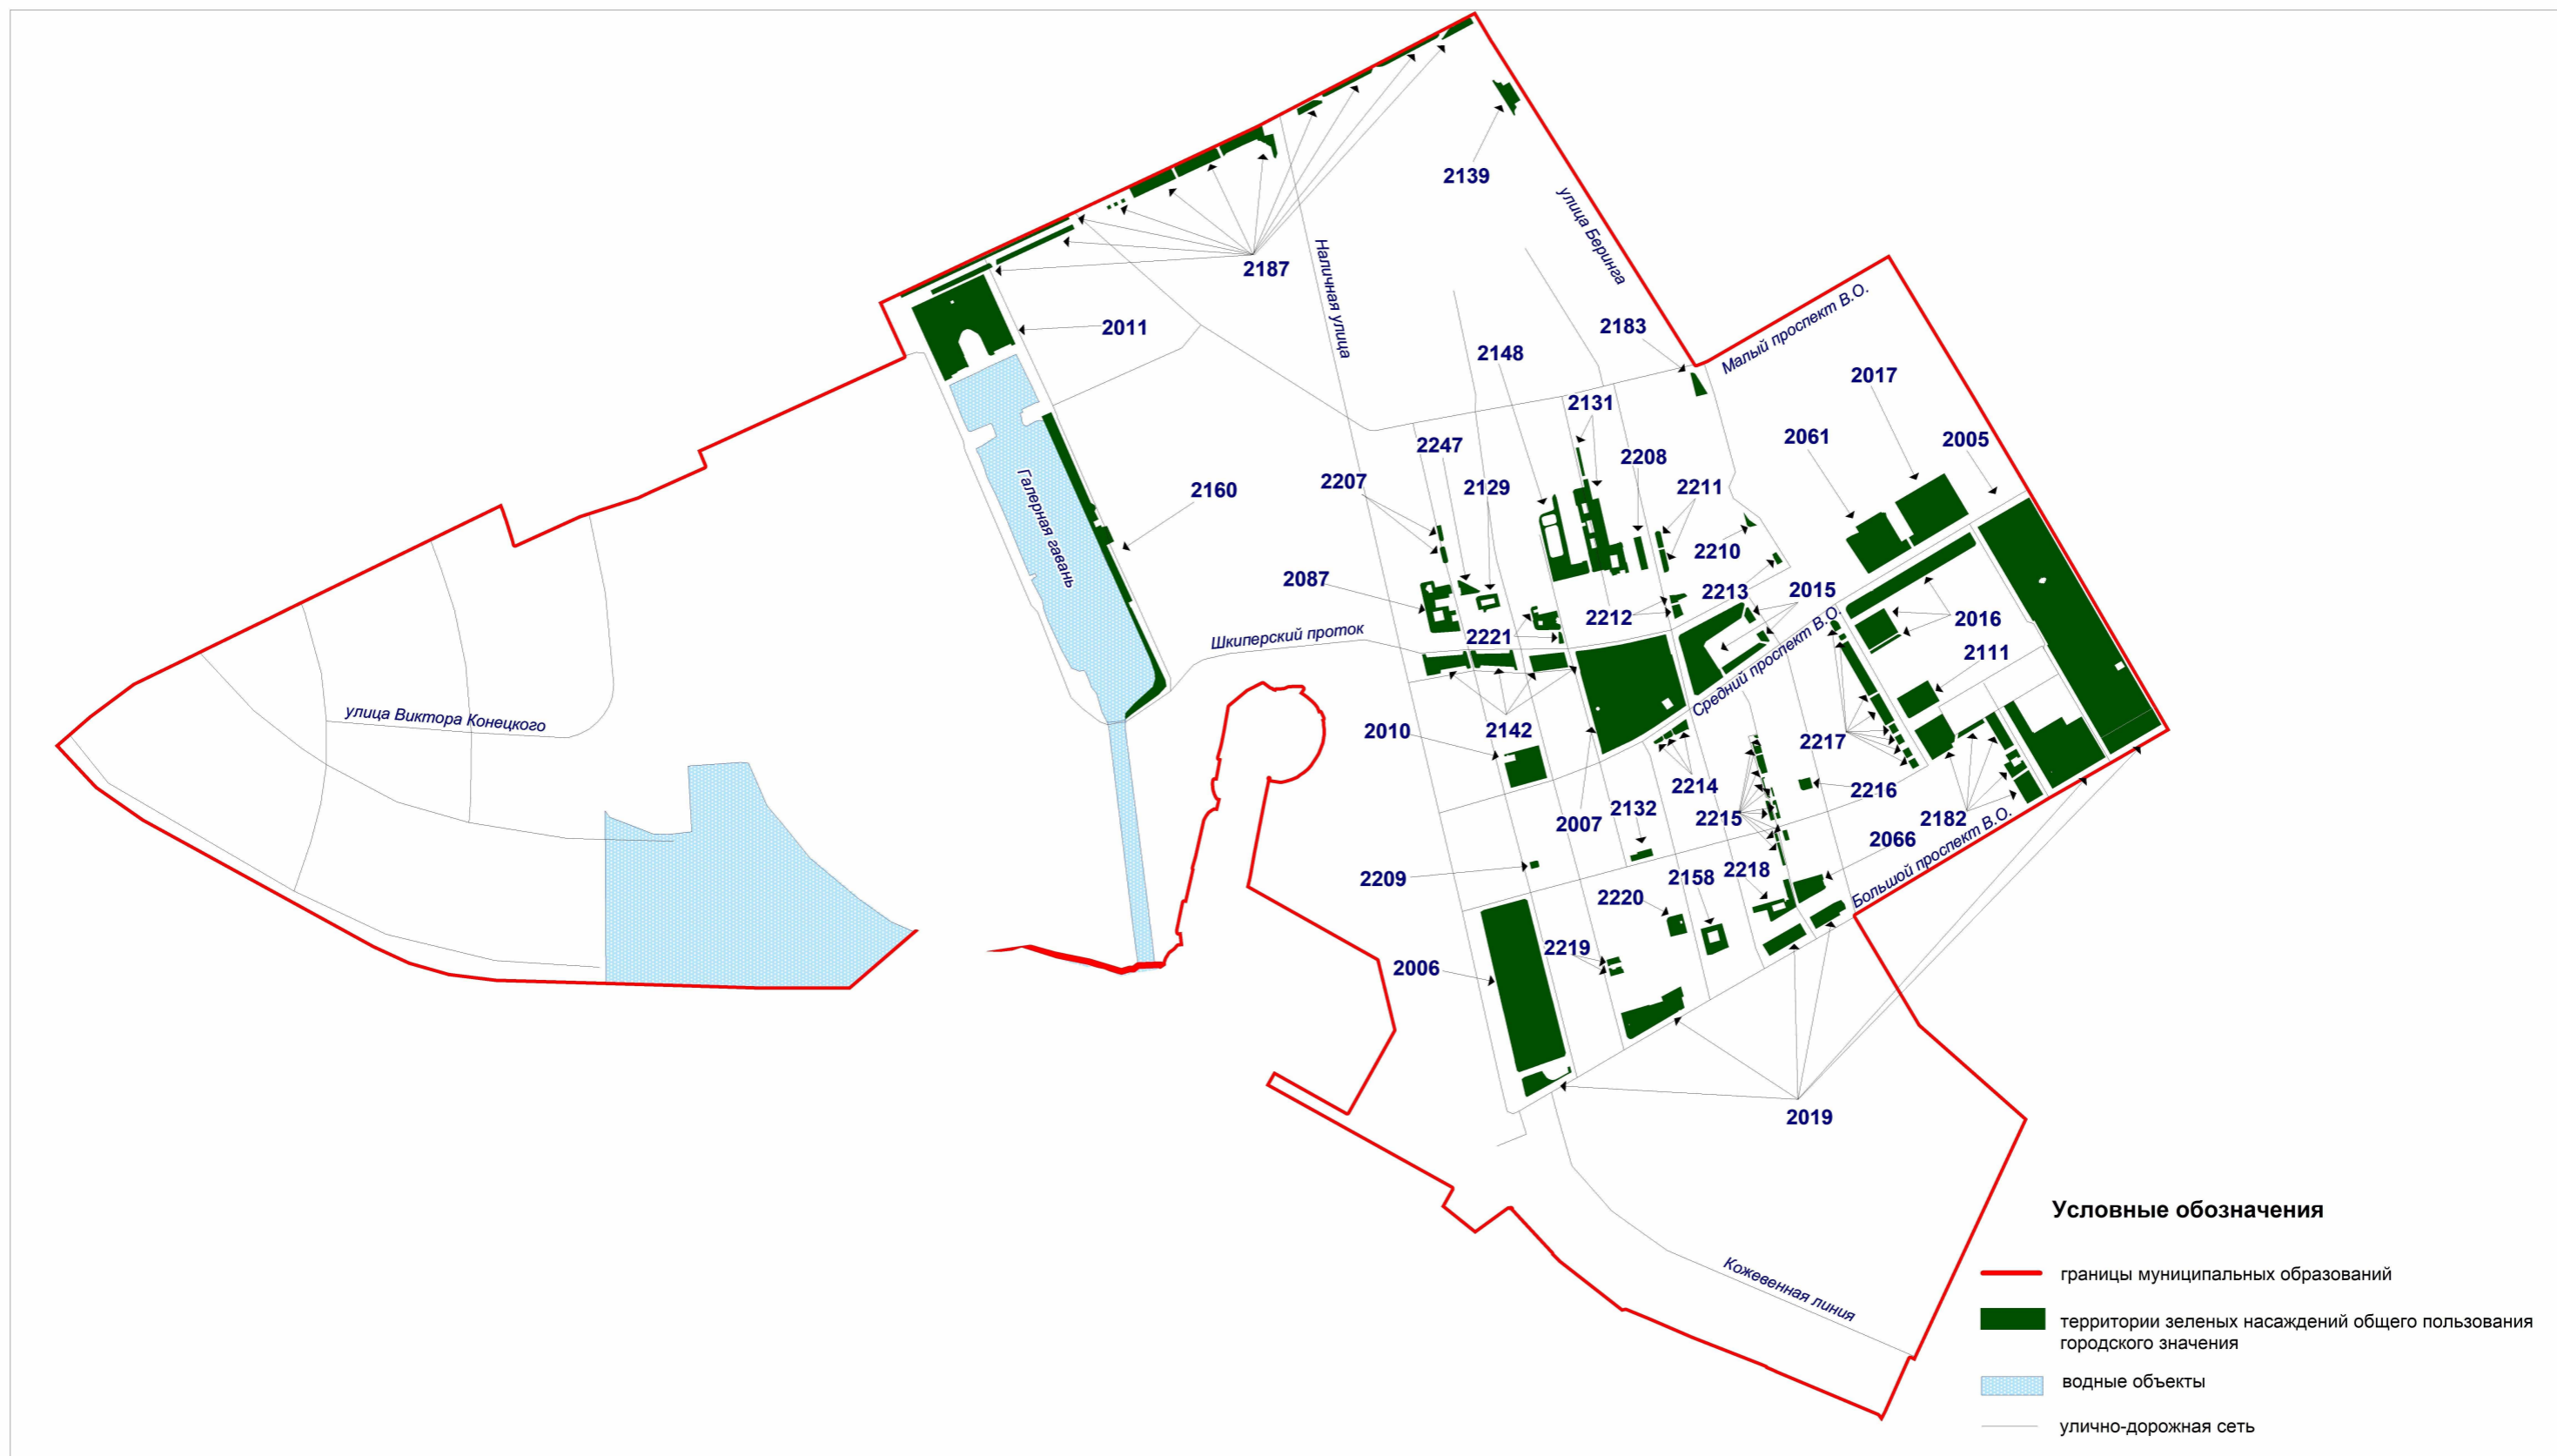 2139
улица Беринга
2187
Наличная улица
2011
Малый проспект В.О.
2183
2148
2017
2131
2061
2005
2247
2208
2207
2129
2211
2160
Галерная гавань
2210
2087
2213
2015
2212
2016
Шкиперский проток
2221
2111
Средний проспект В.О.
улица Виктора Конецкого
2010
2142
2217
2214
2216
2007
2132
2215
2182
2066
Большой проспект В.О.
2209
2158
2218
2220
2219
2006
2019
Кожевенная линия
Условные обозначения
границы муниципальных образований
территории зеленых насаждений общего пользования
городского значения
водные объекты
улично-дорожная сеть